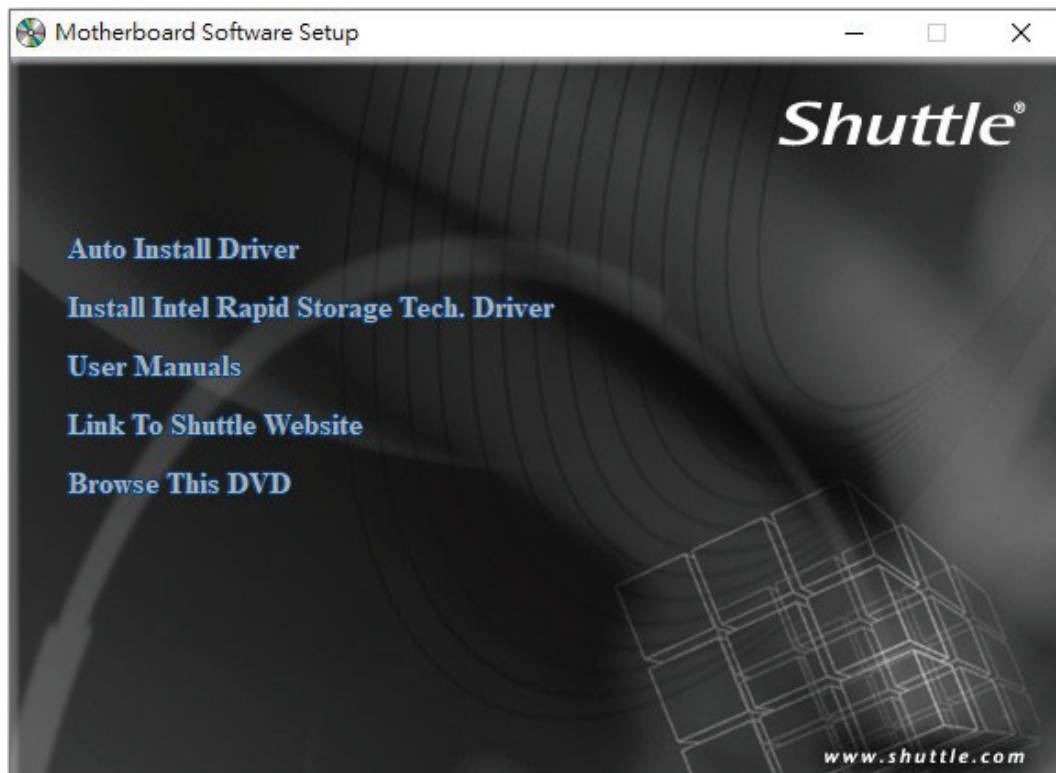 Motherboard Software Setup
Shuttle®
Auto Install Driver
Install Intel Rapid Storage Tech. Driver
User Manuals
Link To Shuttle Website
Browse This DVD
www.shuttle.com